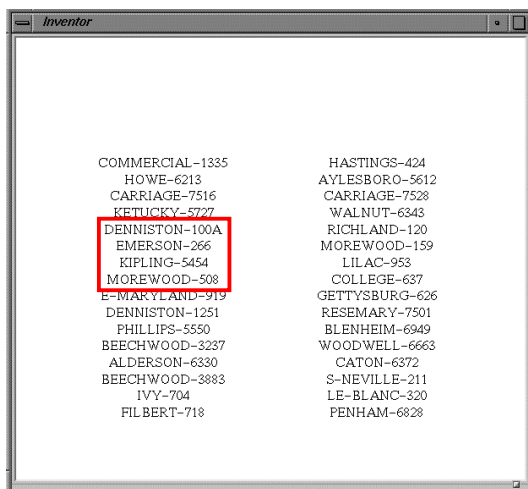 Inventor
COMMERCIAL-1335
HOWE-6213
CARRIAGE-7516
KETUCKY-5727
DENNISTON-100A
EMERSON-266
KIPLING-5454
MOREWOOD-508
E-MARYLAND-919
DENNISTON-1251
PHILLIPS-5550
BEECHWOOD-3237
ALDERSON-6330
BEECHWOOD-3883
IVY-704
FILBERT-718
HASTINGS-424
AYLESBORO-5612
CARRIAGE-7528
WALNUT-6343
RICHLAND-120
MOREWOOD-159
LILAC-953
COLLEGE-637
GETTYSBURG-626
RESEMARY-7501
BLENHEIM-6949
WOODWELL-6663
CATON-6372
S-NEVILLE-211
LE-BLANC-320
PENHAM-6828